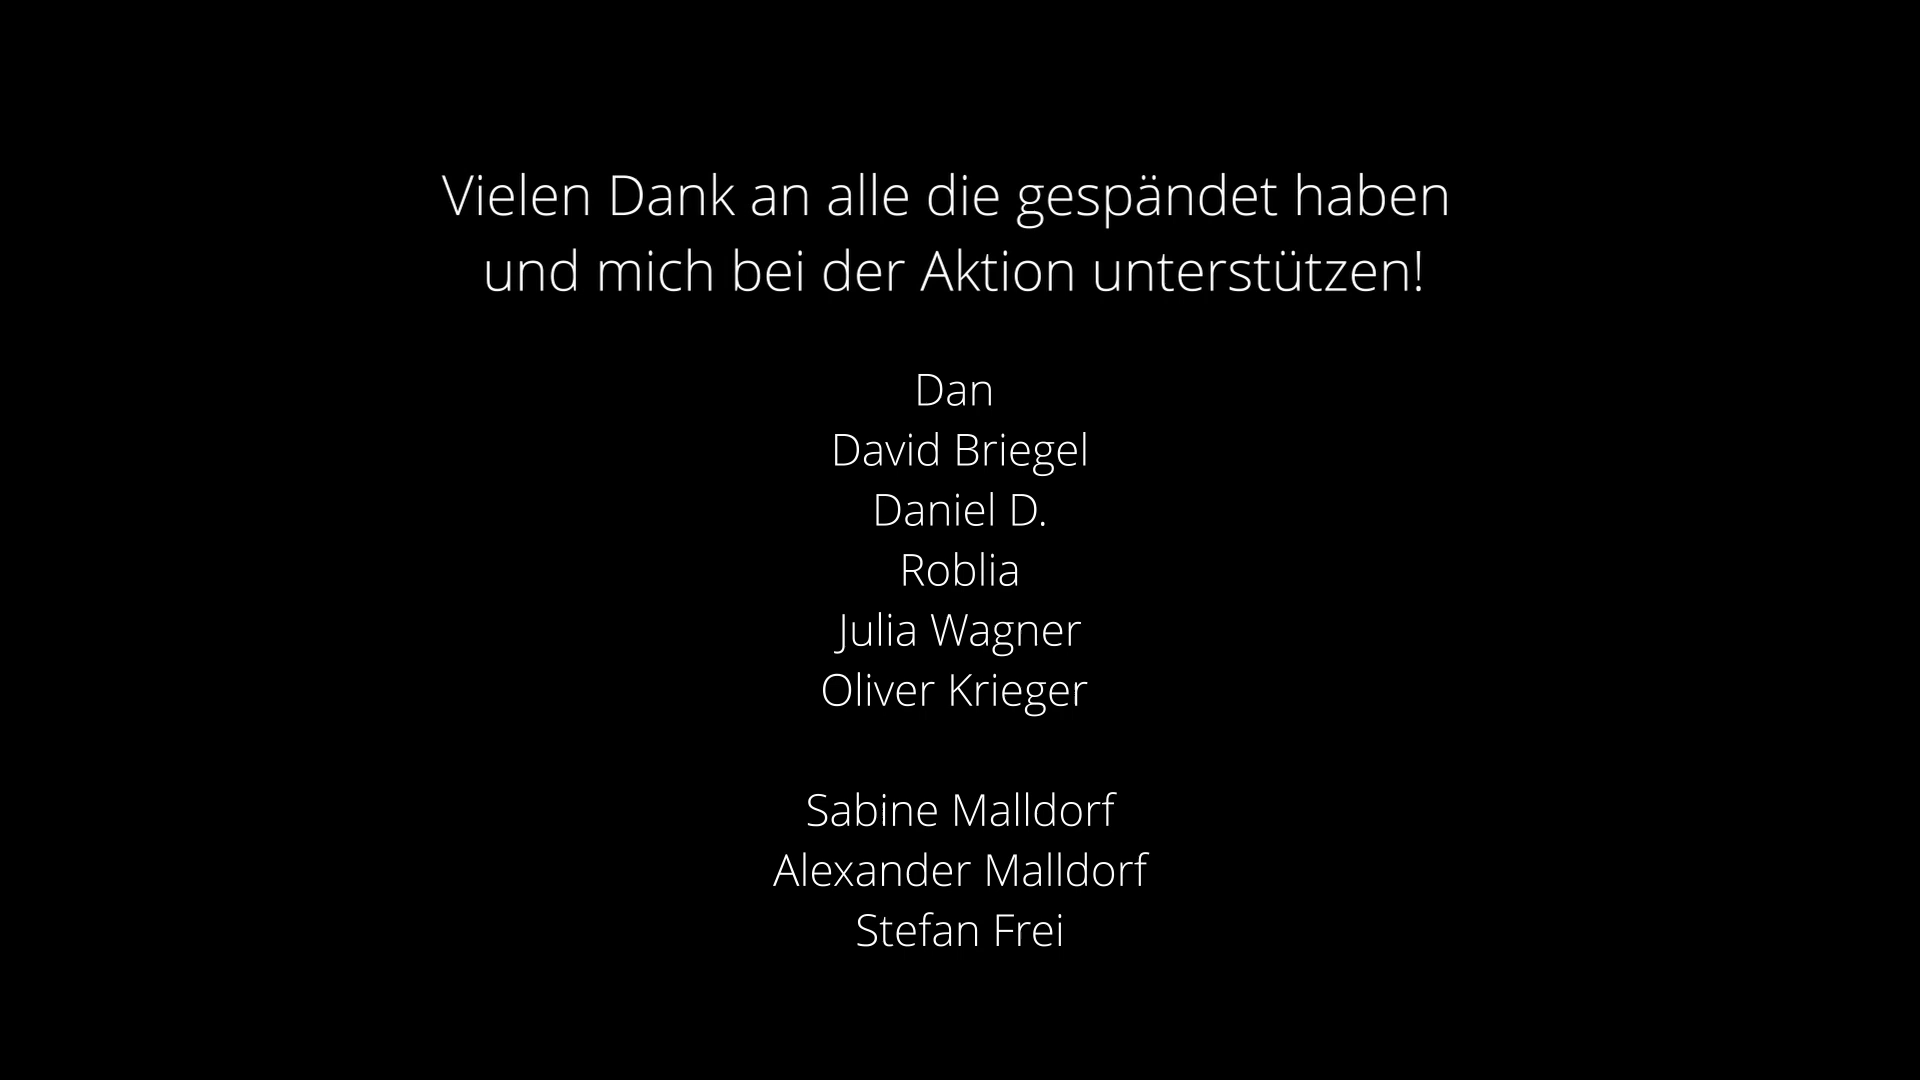 Vielen Dank an alle die gespändet haben
und mich bei der Aktion unterstützen!
Dan
David Briegel
Daniel D.
Roblia
Julia Wagner
Oliver Krieger
Sabine Malldorf
Alexander Malldorf
Stefan Frei